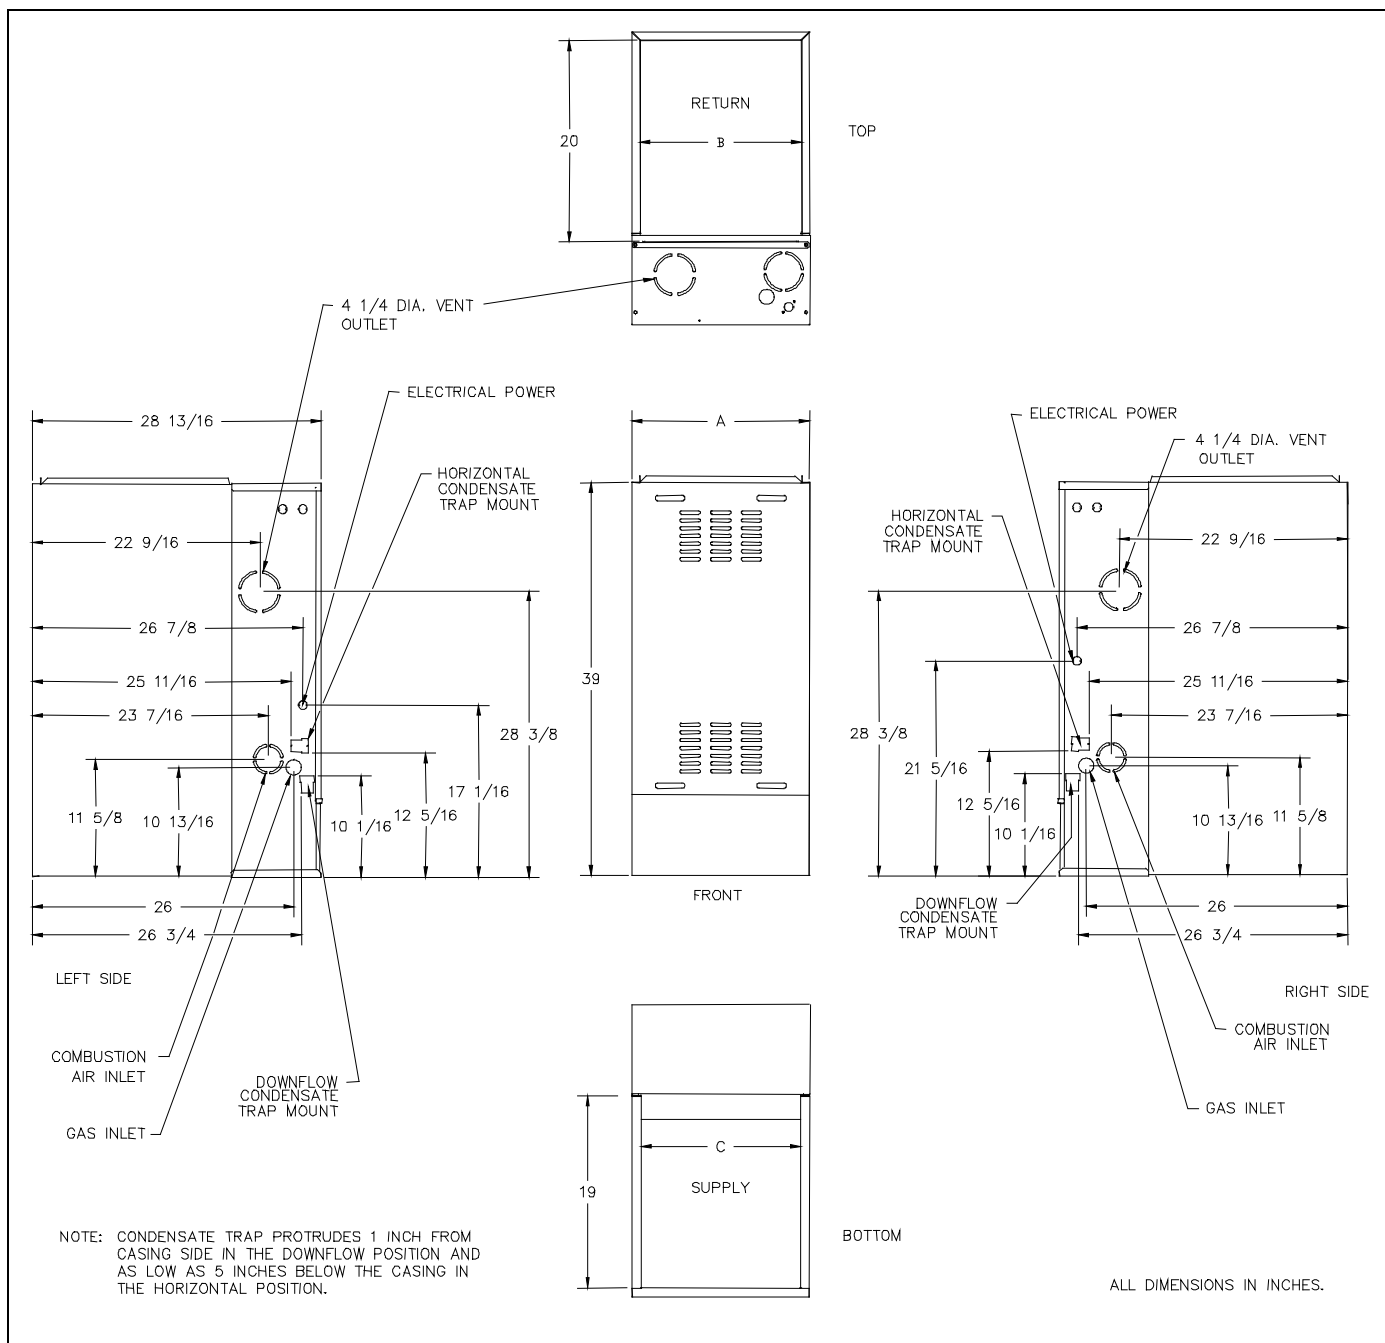 RETURN
B
20
TOP
4 1/4 DIA. VENT
OUTLET
ELECTRICAL POWER
28 13/16
HORIZONTAL
CONDENSATE
TRAP MOUNT
22 9/16
26 7/8
25 11/16
23 7/16
28 3/8
17 1/16
12 5/16
10 1/16
10 13/16
11 5/8
26
26 3/4
LEFT SIDE
COMBUSTION
AIR INLET
GAS INLET
DOWNFLOW
CONDENSATE
TRAP MOUNT
A
39
FRONT
ELECTRICAL POWER
4 1/4 DIA. VENT
OUTLET
HORIZONTAL
CONDENSATE
TRAP MOUNT
22 9/16
26 7/8
25 11/16
23 7/16
28 3/8
21 5/16
12 5/16
10 1/16
10 13/16
11 5/8
DOWNFLOW
CONDENSATE
TRAP MOUNT
26
26 3/4
RIGHT SIDE
COMBUSTION
AIR INLET
GAS INLET
C
SUPPLY
19
BOTTOM
NOTE: CONDENSATE TRAP PROTRUDES 1 INCH FROM
CASING SIDE IN THE DOWNFLOW POSITION AND
AS LOW AS 5 INCHES BELOW THE CASING IN
THE HORIZONTAL POSITION.
ALL DIMENSIONS IN INCHES.